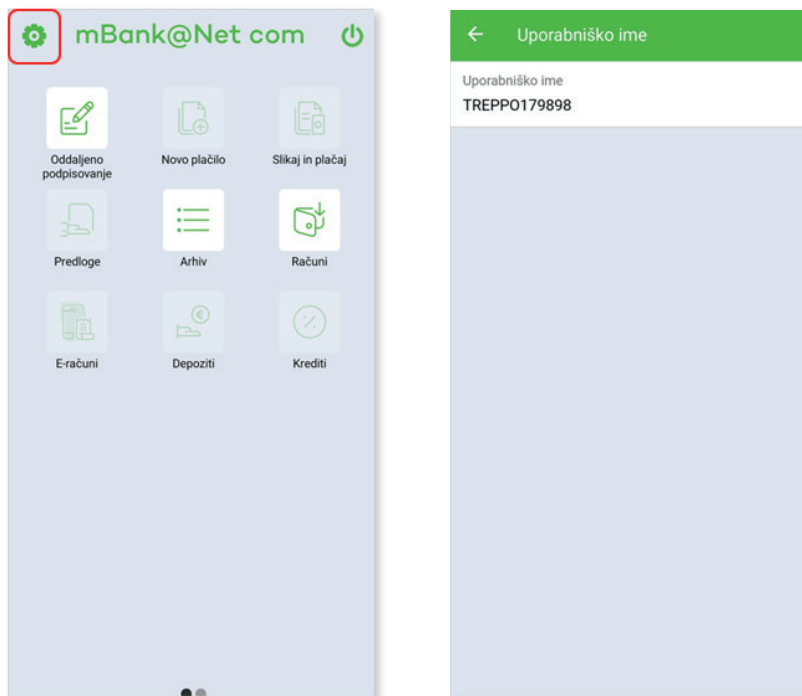 mBank@Net com
Oddaljeno
podpisovanje
Novo plačilo
Slikaj in plačaj
Predloge
Arhiv
Računi
E-računi
Depoziti
Krediti
Uporabniško ime
Uporabniško ime
TREPPO179898